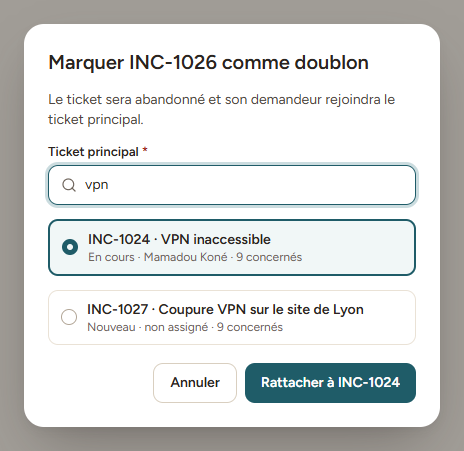 Marquer INC-1026 comme doublon
Le ticket sera abandonné et son demandeur rejoindra le
ticket principal.
Ticket principal *
vpn
INC-1024 · VPN inaccessible
En cours · Mamadou Koné · 9 concernés
INC-1027 · Coupure VPN sur le site de Lyon
Nouveau · non assigné · 9 concernés
Annuler
Rattacher à INC-1024